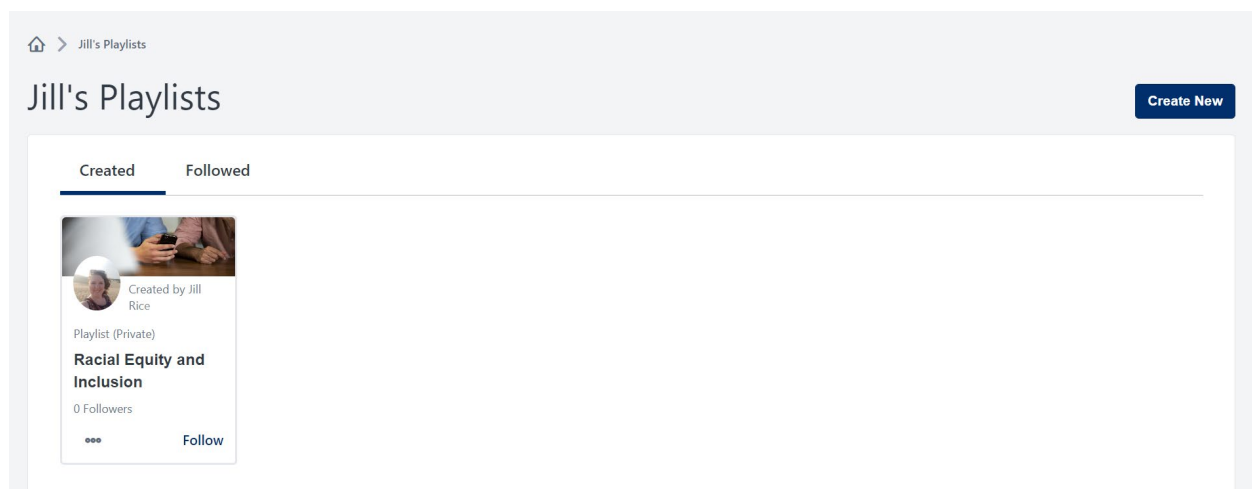 Jill's Playlists
Jill's Playlists
Create New
Created Followed
Created by Jill
Rice
Playlist (Private)
Racial Equity and
Inclusion
0 Followers
Follow